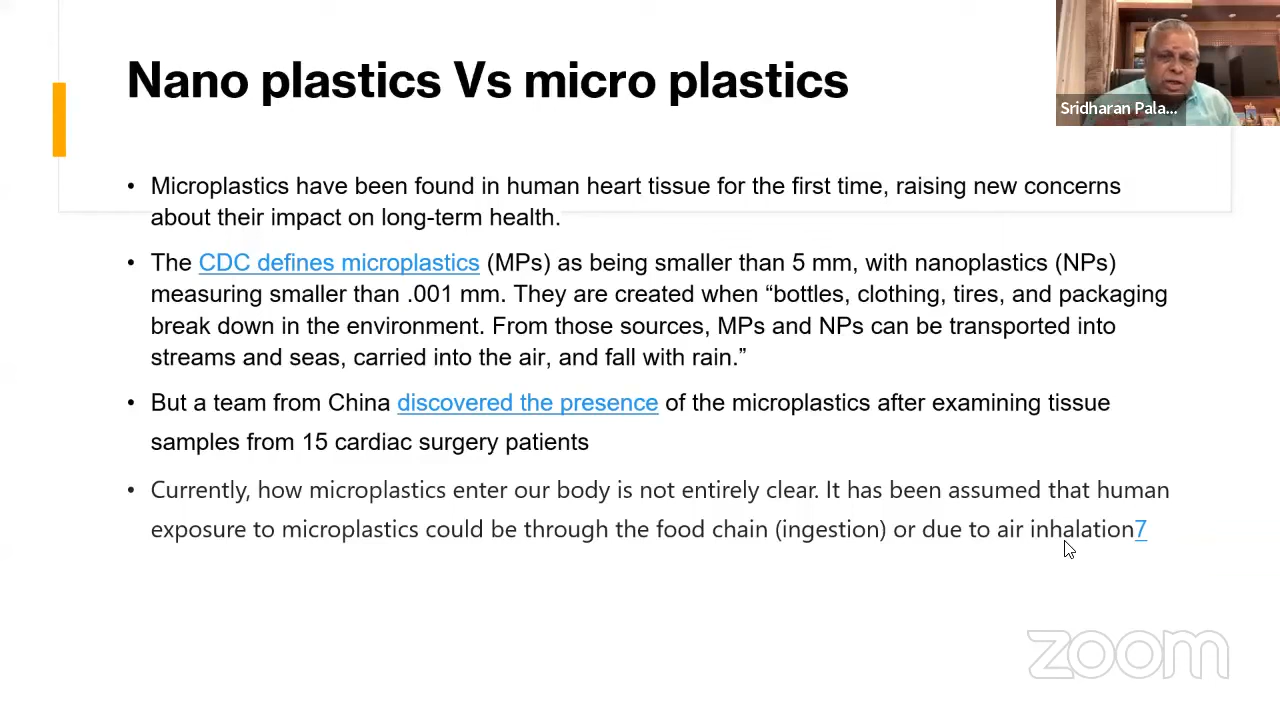 Nano plastics Vs micro plastics
Sridharan Pala...
• Microplastics have been found in human heart tissue for the first time, raising new concerns
about their impact on long-term health.
• The CDC defines microplastics (MPs) as being smaller than 5 mm, with nanoplastics (NPs)
measuring smaller than .001 mm. They are created when “bottles, clothing, tires, and packaging
break down in the environment. From those sources, MPs and NPs can be transported into
streams and seas, carried into the air, and fall with rain.”
• But a team from China discovered the presence of the microplastics after examining tissue
samples from 15 cardiac surgery patients
• Currently, how microplastics enter our body is not entirely clear. It has been assumed that human
exposure to microplastics could be through the food chain (ingestion) or due to air inhalation7
zoom